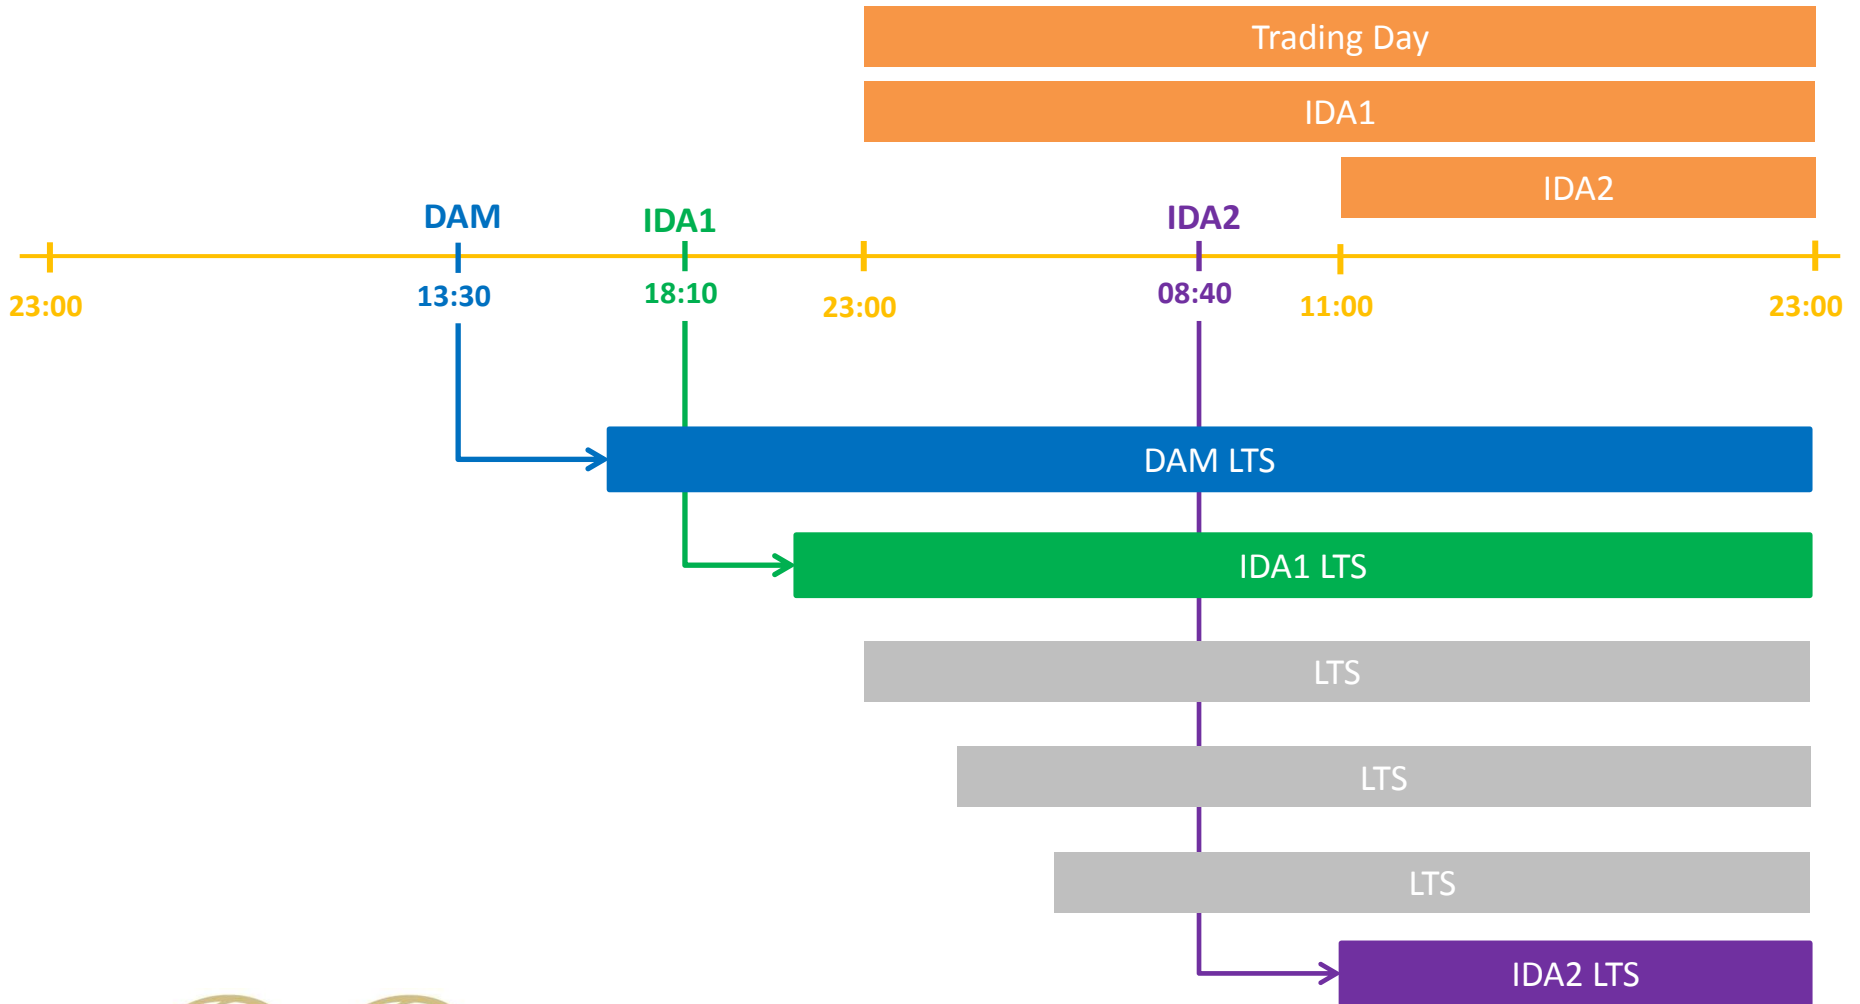 Trading Day
IDA1
IDA2
DAM
IDA1
IDA2
13:30
18:10
08:40
23:00
23:00
11:00
23:00
DAM LTS
IDA1 LTS
LTS
LTS
LTS
IDA2 LTS